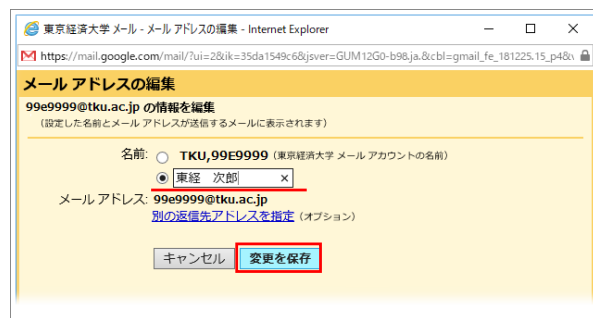 東京経済大学 メール - メール アドレスの編集 - Internet Explorer
https://mail.google.com/mail/?ui=2&ik=35da1549c6&jsver=GUM12G0-b98.ja.&cbl=gmail_fe_181225.15_p4&
メール アドレスの編集
99e9999@tku.ac.jp の情報を編集
(設定した名前とメール アドレスが送信するメールに表示されます)
名前: TKU,99E9999 (東京経済大学 メール アカウントの名前)
東経 次郎 ×
メール アドレス: 99e9999@tku.ac.jp
別の返信先アドレスを指定 (オプション)
キャンセル 変更を保存